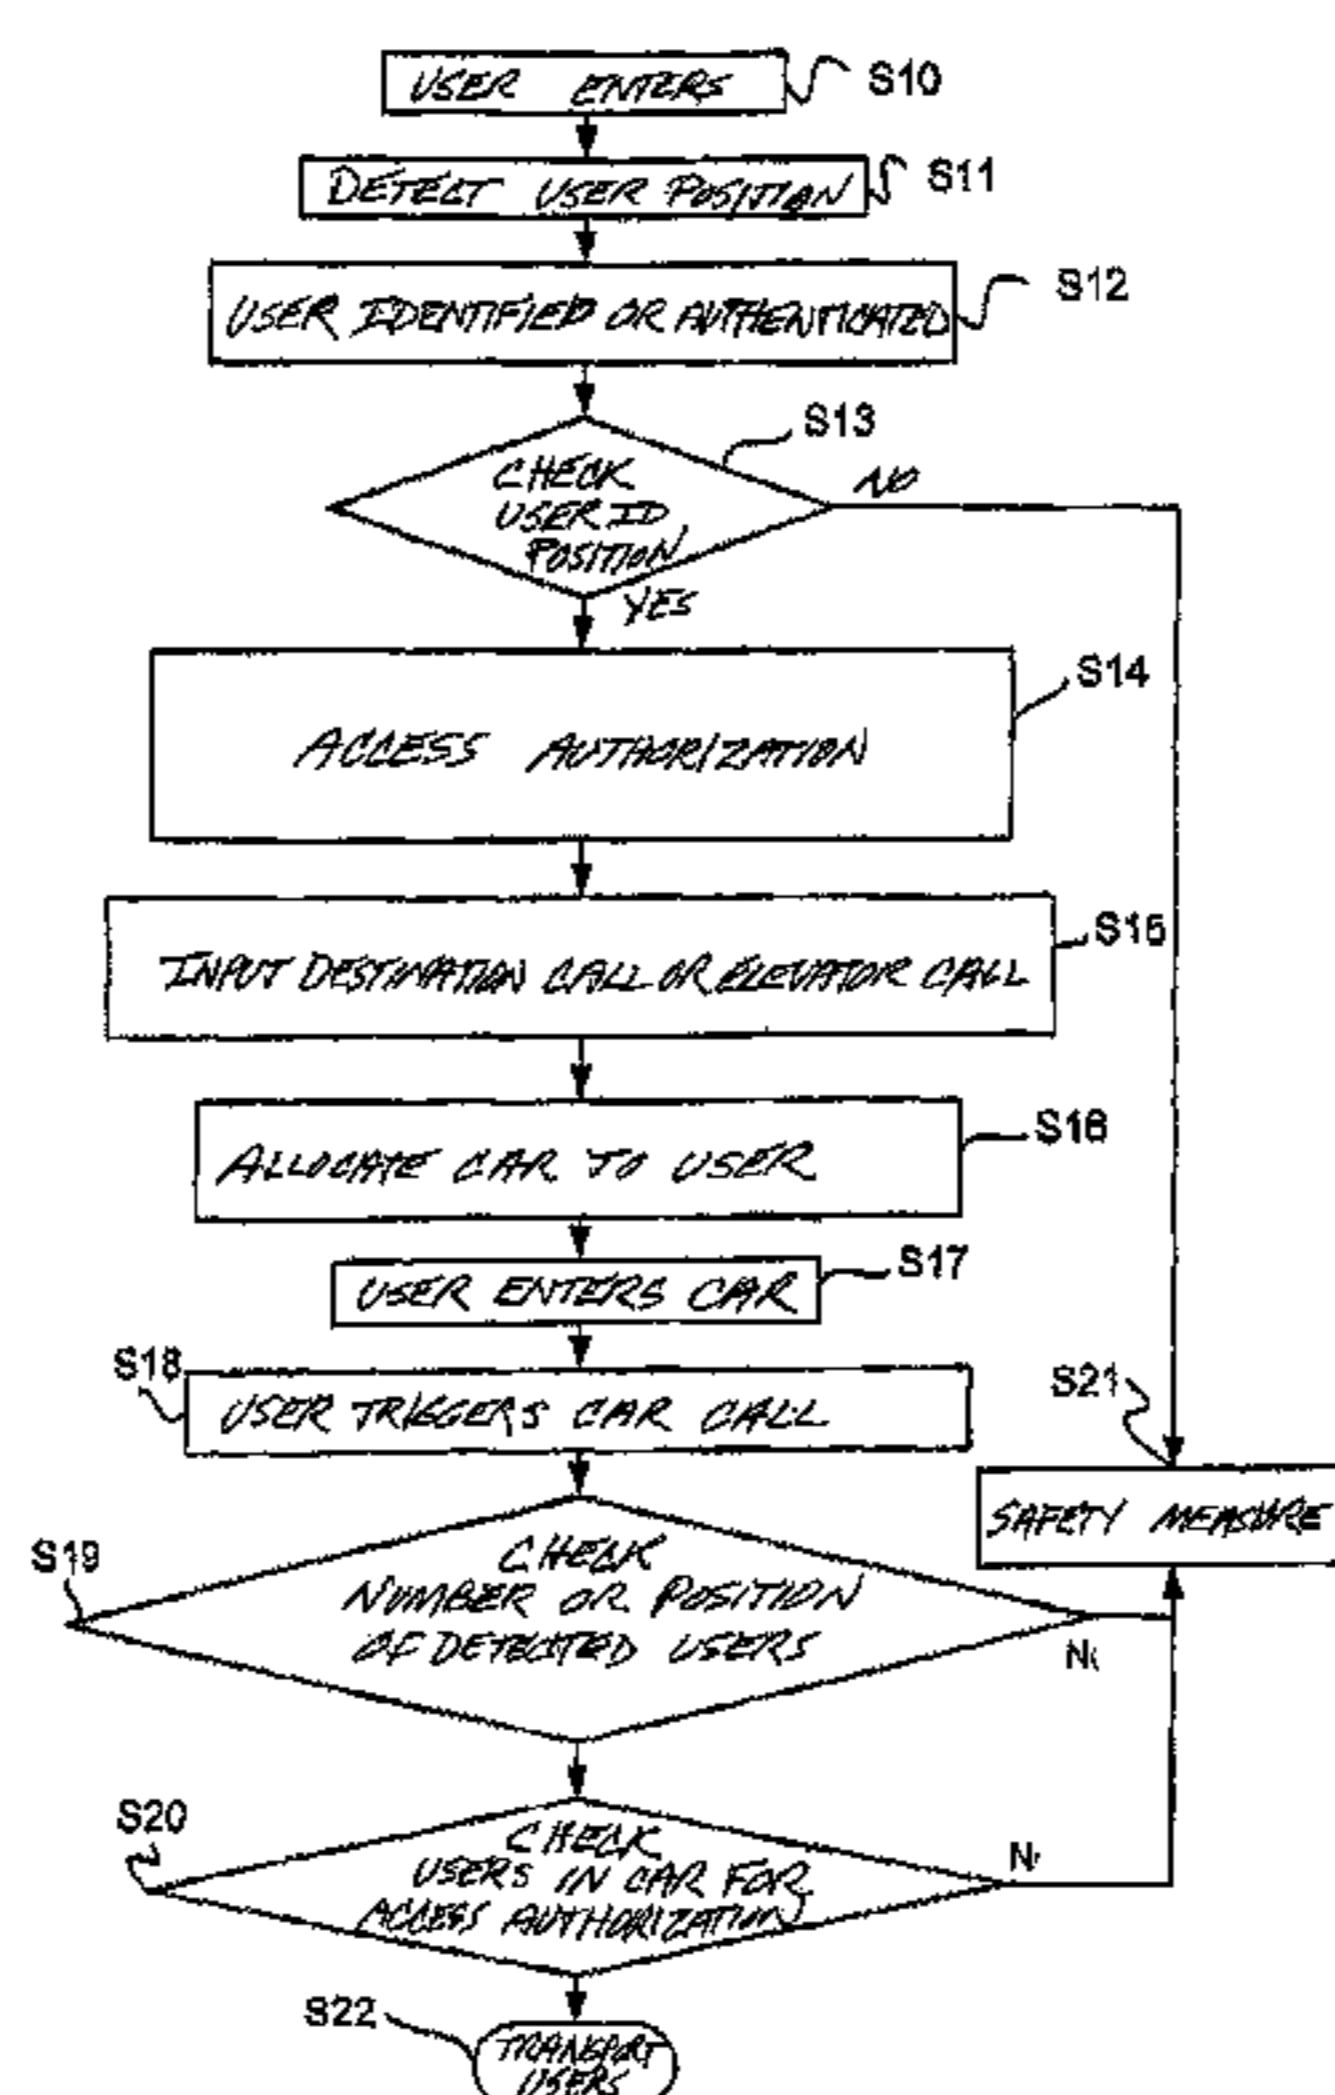 USER ENTERS
S10
DETECT USER POSITION
S11
USER IDENTIFIED OR AUTHENTICATED
S12
S13
CHECK
USER ID
POSITION
NO
YES
S14
ACCESS AUTHORIZATION
S15
INPUT DESTINATION CALL OR ELEVATOR CALL
S16
ALLOCATE CAR TO USER
S17
USER ENTERS CAR
S18
USER TRIGGERS CAR CALL
S21
SAFETY MEASURE
S19
CHECK
NUMBER OR POSITION
OF DETECTED USERS
N
S20
CHECK
USERS IN CAR FOR
ACCESS AUTHORIZATION
N
S22
TRANSPORT
USERS